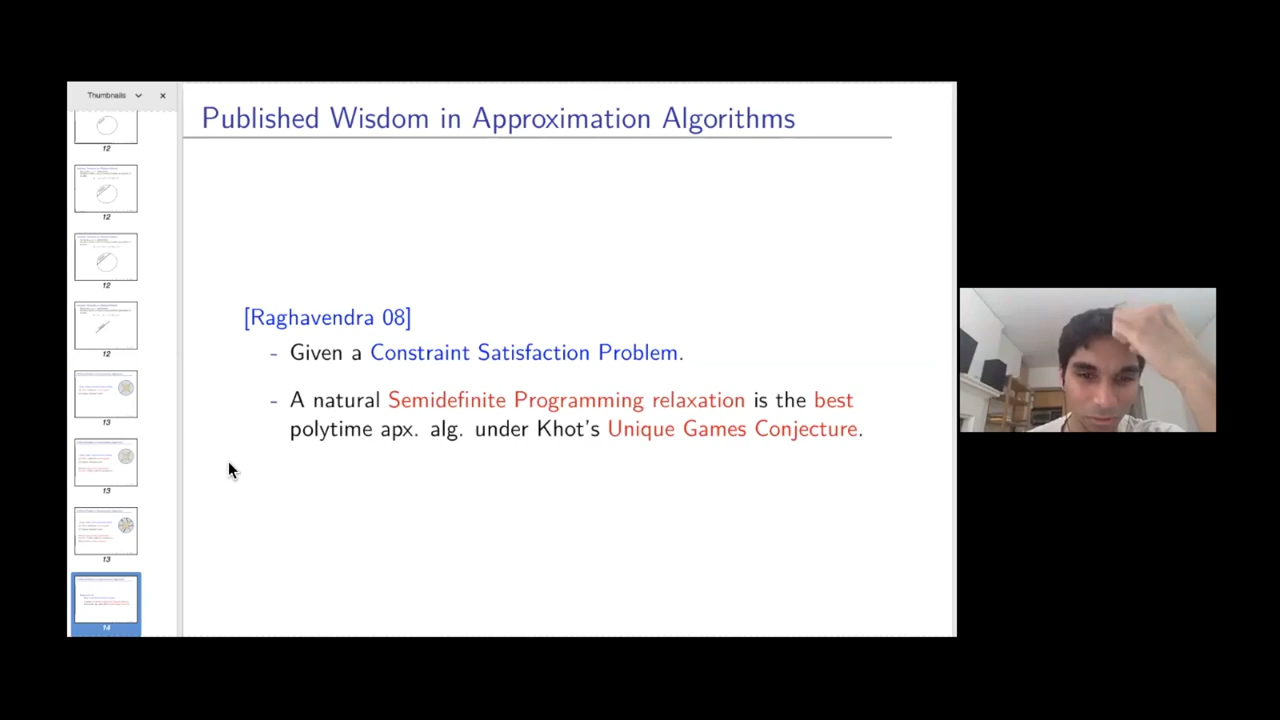 Thumbnails
Published Wisdom in Approximation Algorithms
12
12
12
12
13
13
13
14
[Raghavendra 08]
- Given a Constraint Satisfaction Problem.
- A natural Semidefinite Programming relaxation is the best
polytime apx. alg. under Khot's Unique Games Conjecture.